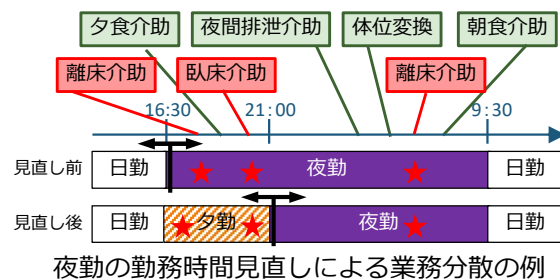 夕食介助 夜間排泄介助 体位変換 朝食介助
離床介助 臥床介助 離床介助
16:30 21:00 9:30
見直し前 日勤 夜勤 日勤
見直し後 日勤 夕勤 夜勤 日勤
夜勤の勤務時間見直しによる業務分散の例